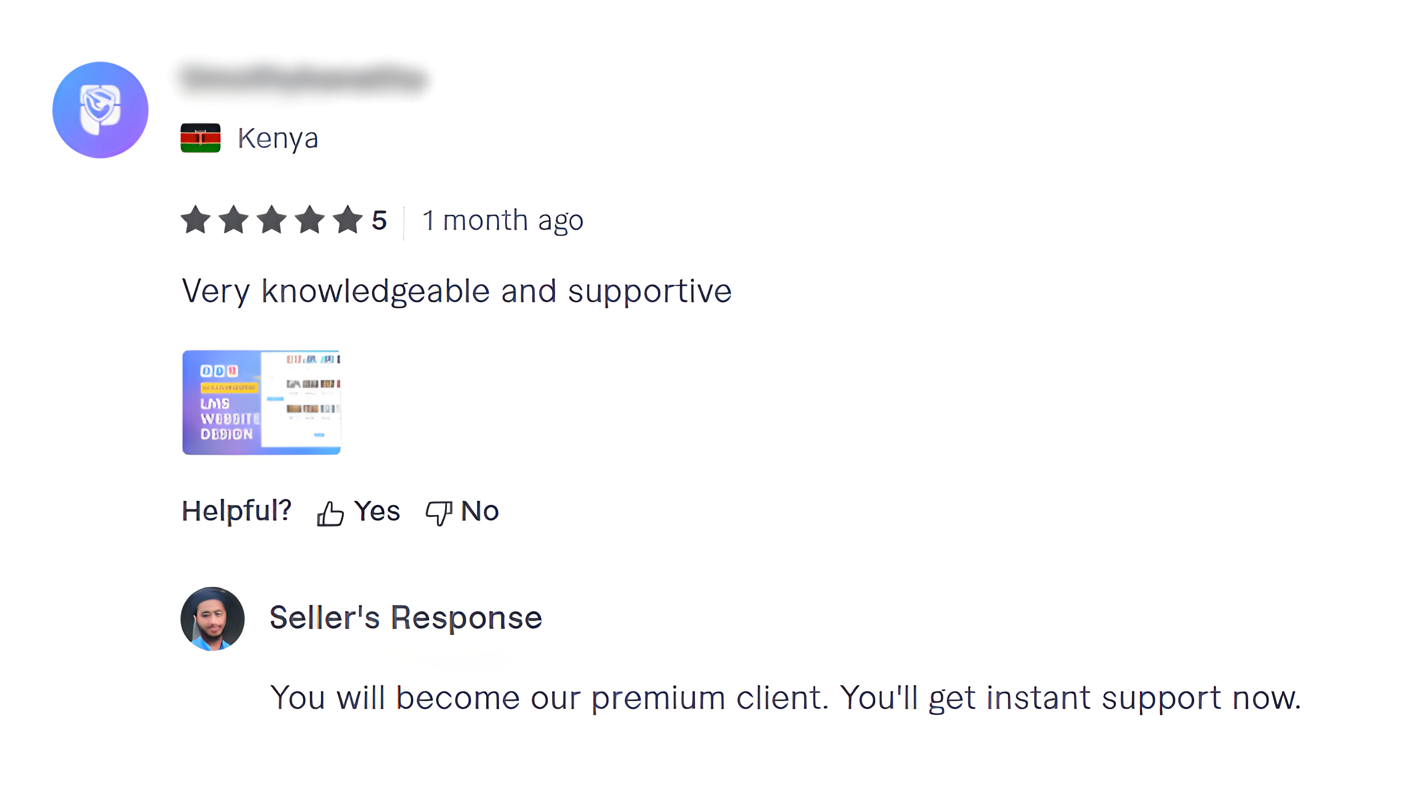 Kenya
5 1 month ago
Very knowledgeable and supportive
LMS
WEBSITE
DESIGN
Helpful? Yes No
Seller's Response
You will become our premium client. You'll get instant support now.